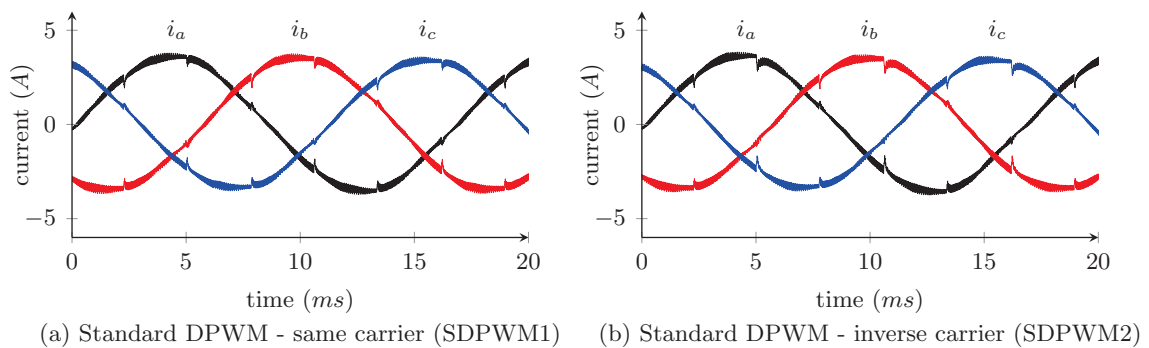 5
0
−5
current (A)
i_a
i_b
i_c
0
5
10
15
20
time (ms)
(a) Standard DPWM - same carrier (SDPWM1)
5
0
−5
current (A)
i_a
i_b
i_c
0
5
10
15
20
time (ms)
(b) Standard DPWM - inverse carrier (SDPWM2)